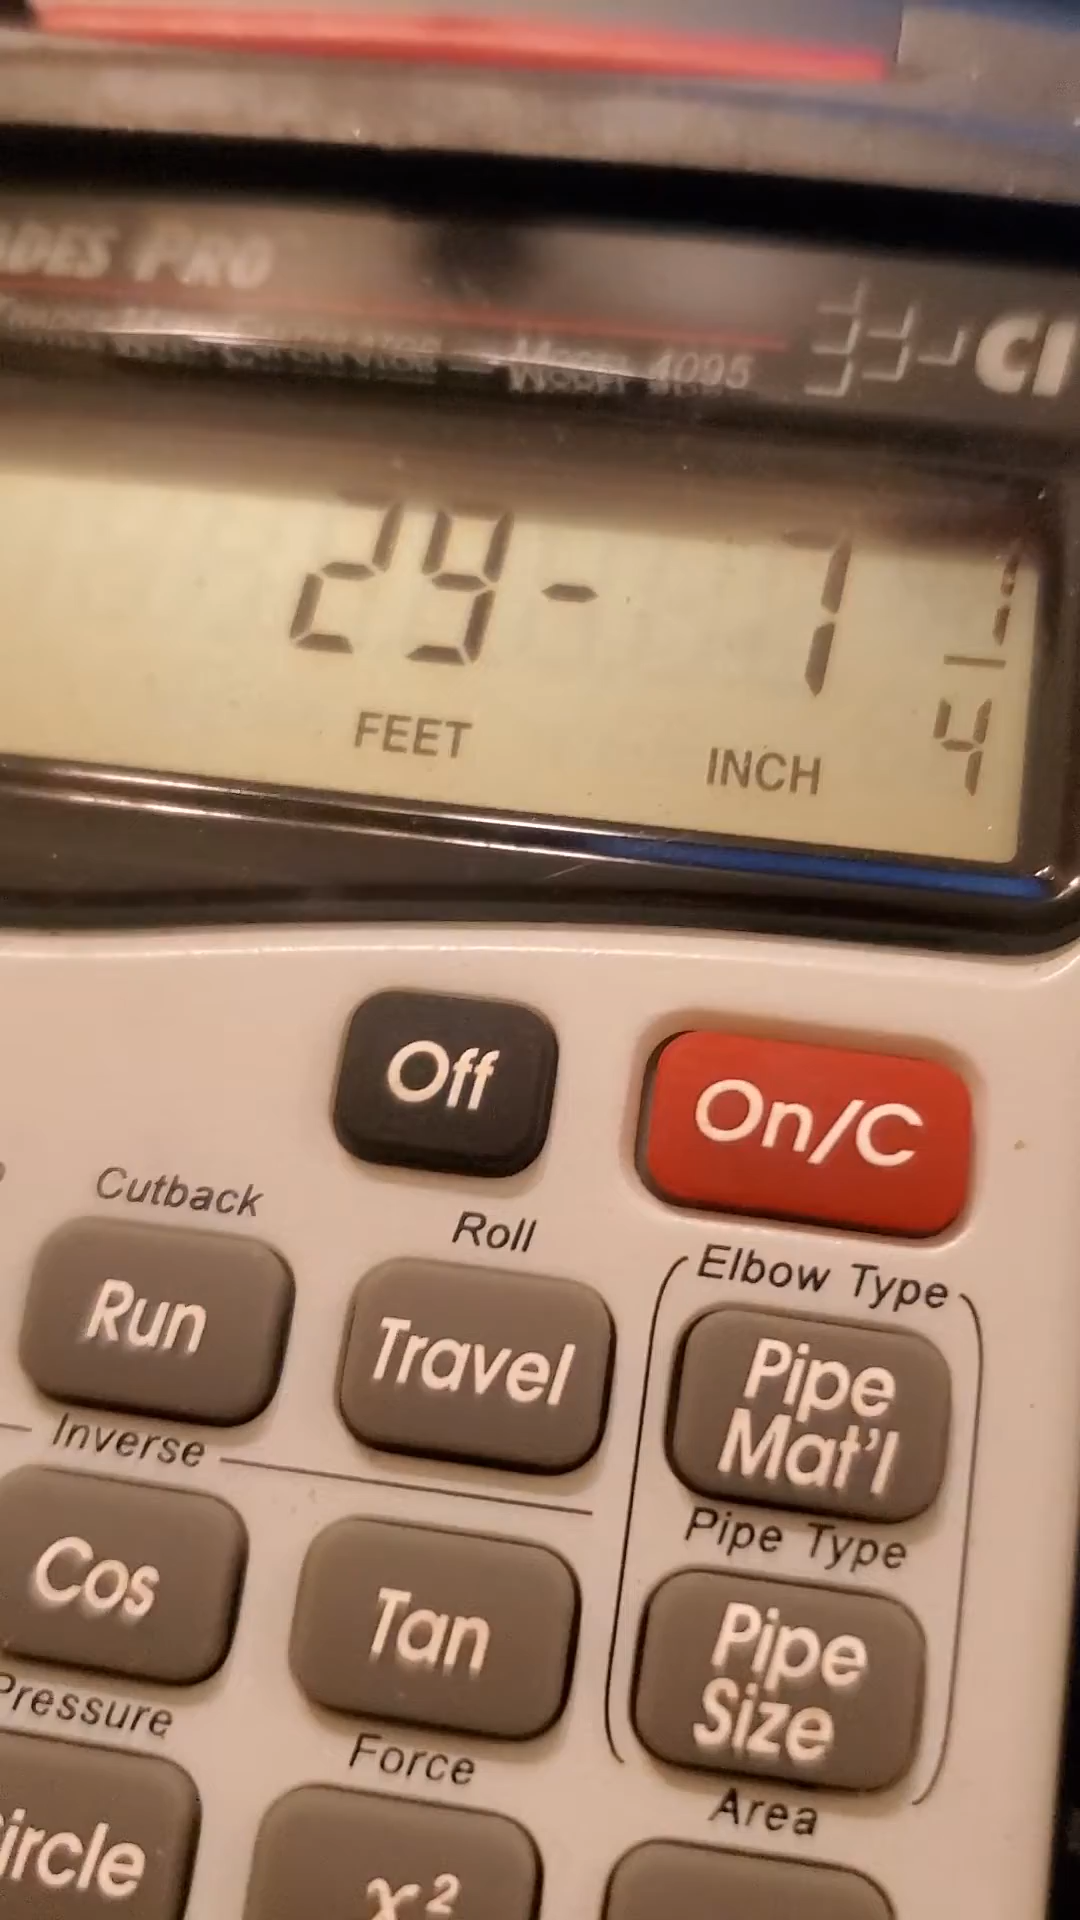 ADES PRO
Model 4095
CI
29 - 7 1/4
FEET INCH
Off On/C
Cutback Roll Elbow Type
Run Travel Pipe Mat'l
Inverse Pipe Type
Cos Tan Pipe Size
Pressure Force Area
ircle x²